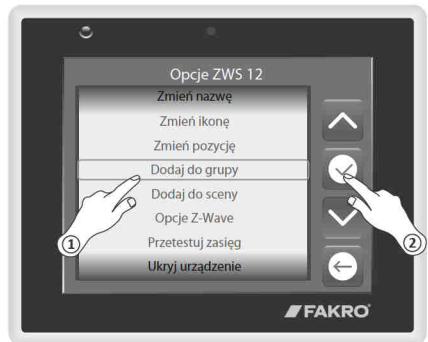 Opcje ZWS 12
Zmień nazwę
Zmień ikonę
Zmień pozycję
Dodaj do grupy
Dodaj do sceny
Opcje Z-Wave
Przetestuj zasięg
Ukryj urządzenie
1
2
FAKRO